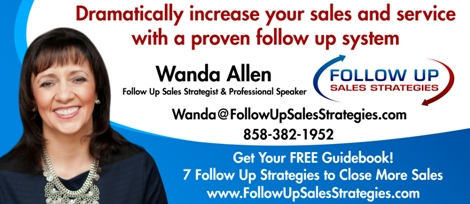 Dramatically increase your sales and service
with a proven follow up system
Wanda Allen
Follow Up Sales Strategist & Professional Speaker
FOLLOW UP
SALES STRATEGIES
Wanda@FollowUpSalesStrategies.com
858-382-1952
Get Your FREE Guidebook!
7 Follow Up Strategies to Close More Sales
www.FollowUpSalesStrategies.com